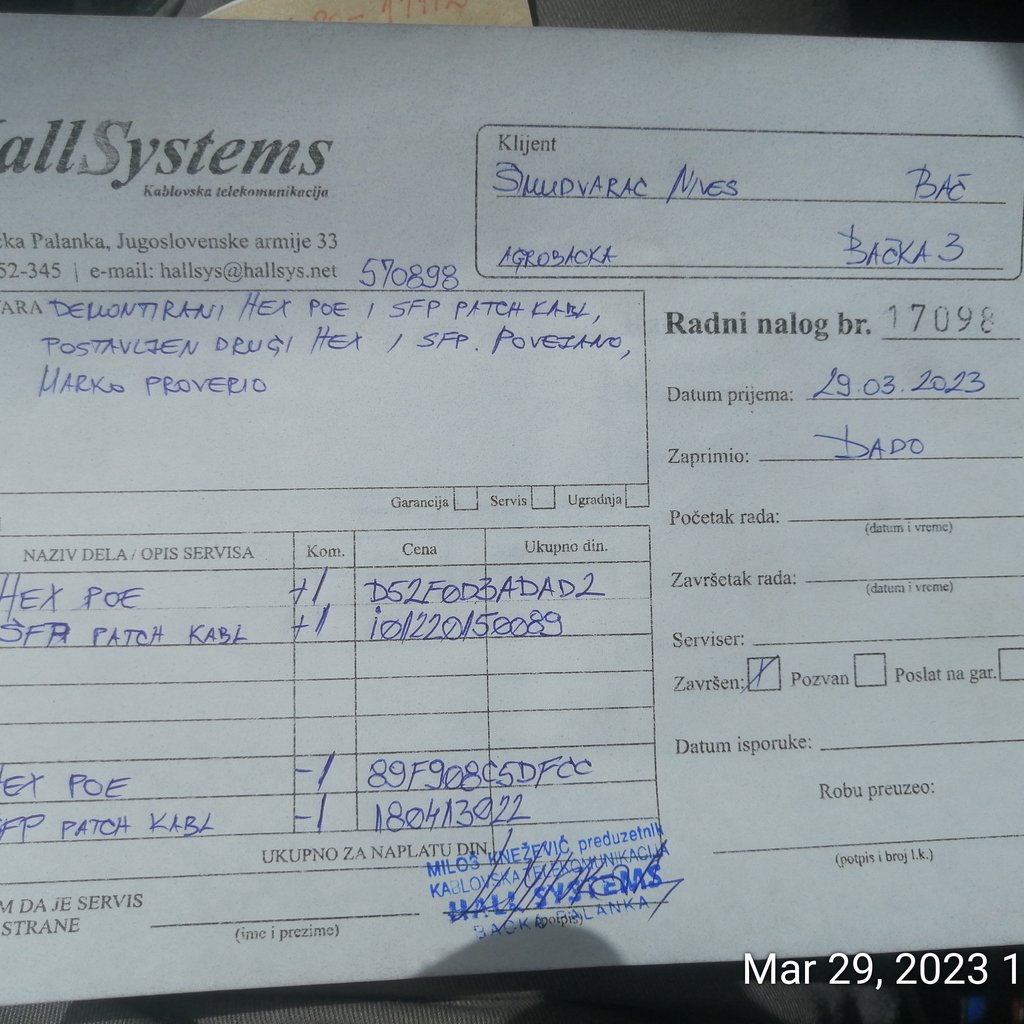 allSystems
Kablovska telekomunikacija
ka Palanka, Jugoslovenske armije 33
52-345 | e-mail: hallsys@hallsys.net
570898
Klijent
ŠMUDVARAC NIVES BAČ
AGROBAČKA BAČKA 3
VARA DEMONTIRANI HEX POE I SFP PATCH KABL,
POSTAVLJEN DRUGI HEX I SFP. POVEZANO,
MARKO PROVERIO
Garancija Servis Ugradnja
Radni nalog br. 17098
Datum prijema: 29.03.2023
Zaprimio: DADO
Početak rada:
(datum i vreme)
Završetak rada:
(datum i vreme)
Serviser:
Završen: Pozvan Poslat na gar.
Datum isporuke:
Robu preuzeo:
(potpis i broj l.k.)
NAZIV DELA / OPIS SERVISA Kom. Cena Ukupno din.
HEX POE +1 D52F0D3ADAD2
SFP PATCH KABL +1 i01220150089
HEX POE -1 89F908C5DFCC
SFP PATCH KABL -1 180413022
UKUPNO ZA NAPLATU DIN.
M DA JE SERVIS
STRANE
(ime i prezime)
(potpis)
MILOŠ KNEŽEVIĆ, preduzetnik
KABLOVSKA TELEKOMUNIKACIJA
HALL SYSTEMS
BAČKA PALANKA
Mar 29, 2023 1